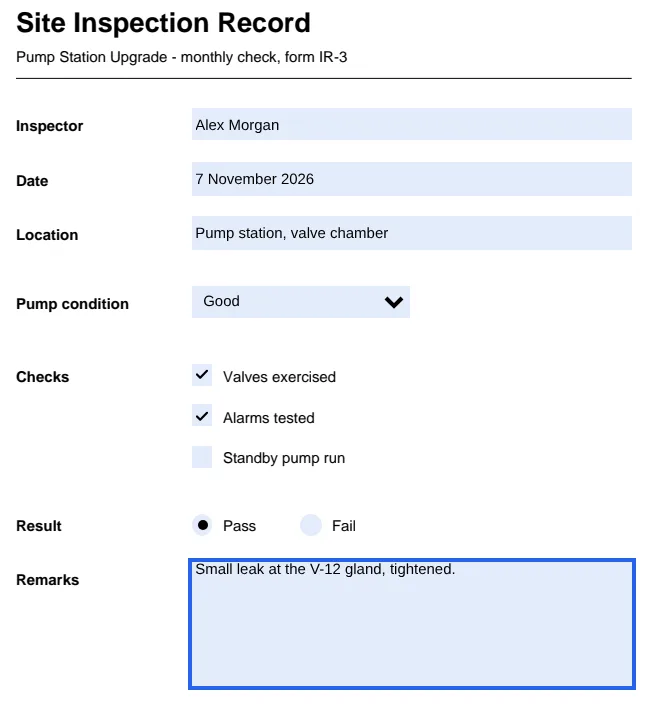 Site Inspection Record
Pump Station Upgrade - monthly check, form IR-3
Inspector Alex Morgan
Date 7 November 2026
Location Pump station, valve chamber
Pump condition Good
Checks Valves exercised
Alarms tested
Standby pump run
Result Pass Fail
Remarks Small leak at the V-12 gland, tightened.